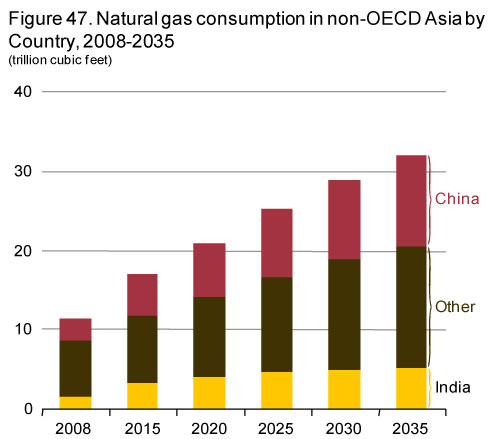 Figure 47. Natural gas consumption in non-OECD Asia by
Country, 2008-2035
(trillion cubic feet)
40
30
20
10
0
China
Other
India
2008 2015 2020 2025 2030 2035